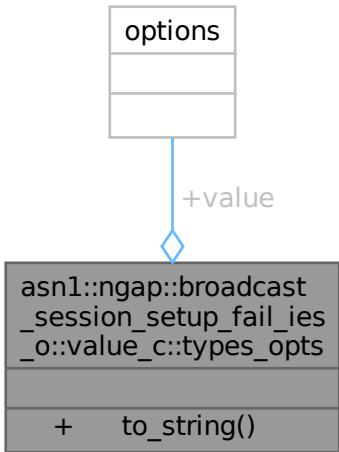 options
+value
asn1::ngap::broadcast
_session_setup_fail_ies
_o::value_c::types_opts
+ to_string()